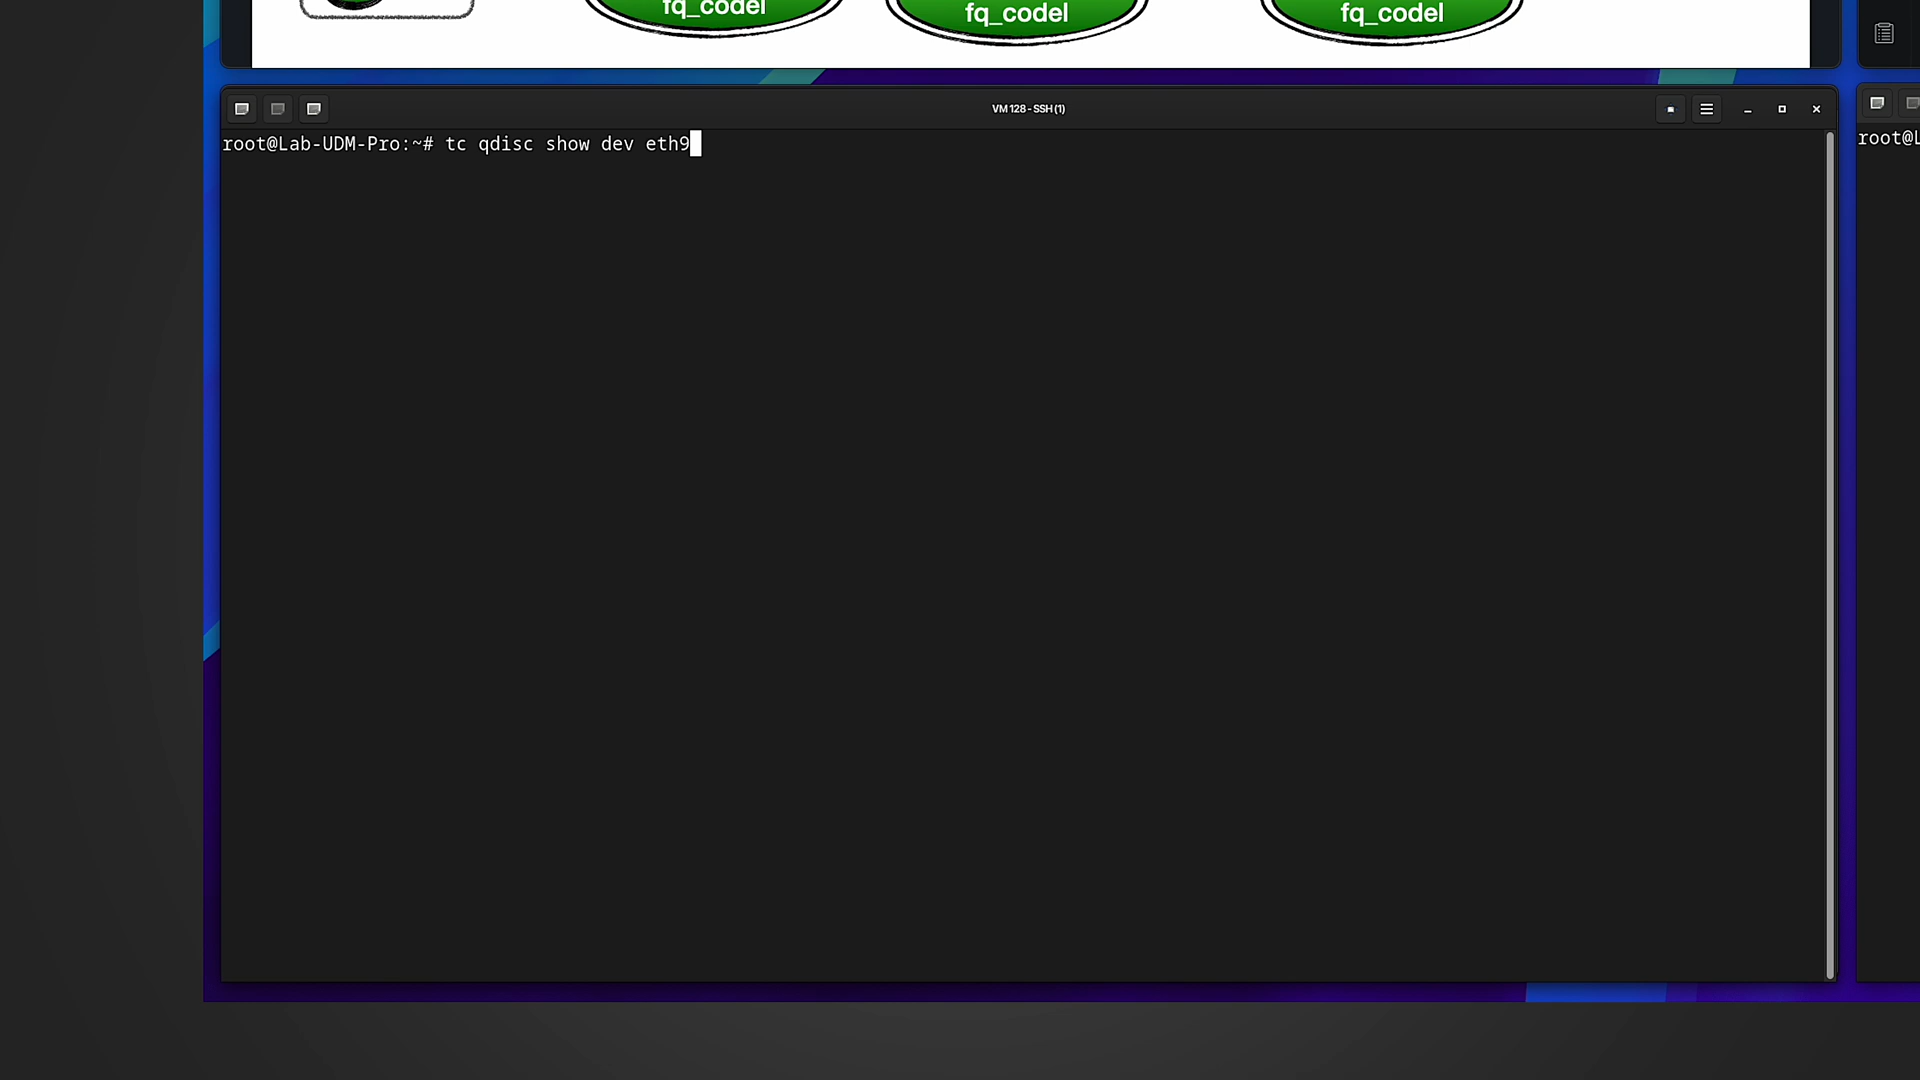 fq_codel
fq_codel
fq_codel
VM 128 - SSH (1)
root@Lab-UDM-Pro:~# tc qdisc show dev eth9
root@L